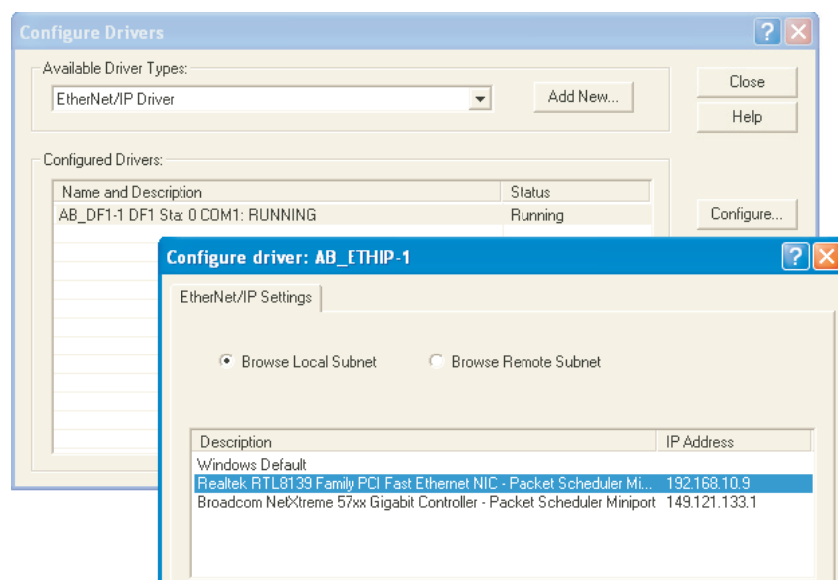 Configure Drivers
Available Driver Types:
EtherNet/IP Driver
Add New...
Close
Help
Configured Drivers:
Name and Description Status
AB_DF1-1 DF1 Sta: 0 COM1: RUNNING Running
Configure...
Configure driver: AB_ETHIP-1
EtherNet/IP Settings
Browse Local Subnet Browse Remote Subnet
Description IP Address
Windows Default
Realtek RTL8139 Family PCI Fast Ethernet NIC - Packet Scheduler Mi... 192.168.10.9
Broadcom NetXtreme 57xx Gigabit Controller - Packet Scheduler Miniport 149.121.133.1